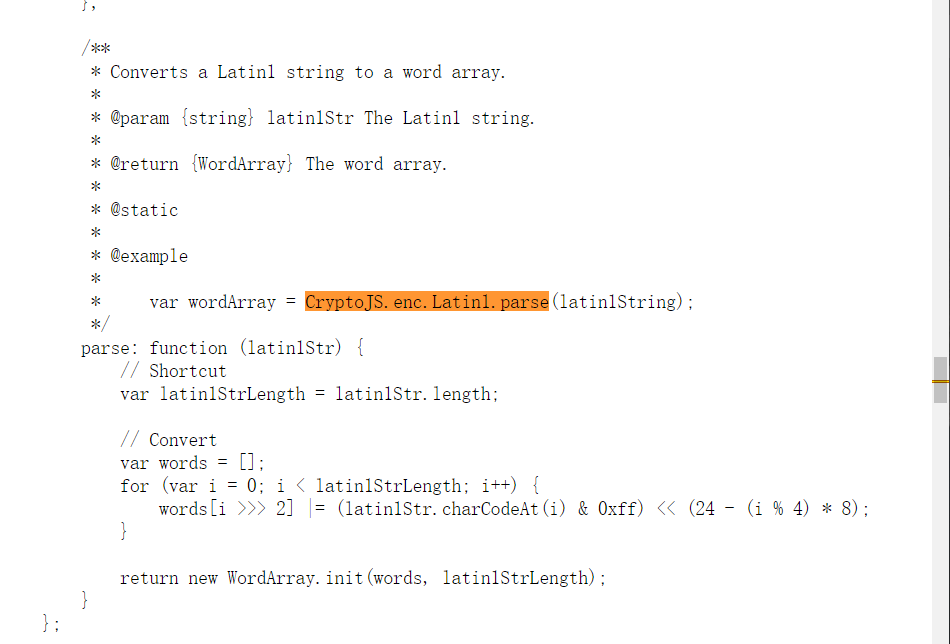 },
/**
* Converts a Latin1 string to a word array.
*
* @param {string} latin1Str The Latin1 string.
*
* @return {WordArray} The word array.
*
* @static
*
* @example
*
*     var wordArray = CryptoJS.enc.Latin1.parse(latin1String);
*/
parse: function (latin1Str) {
// Shortcut
var latin1StrLength = latin1Str.length;
// Convert
var words = [];
for (var i = 0; i < latin1StrLength; i++) {
words[i >>> 2] |= (latin1Str.charCodeAt(i) & 0xff) << (24 - (i % 4) * 8);
}
return new WordArray.init(words, latin1StrLength);
}
};